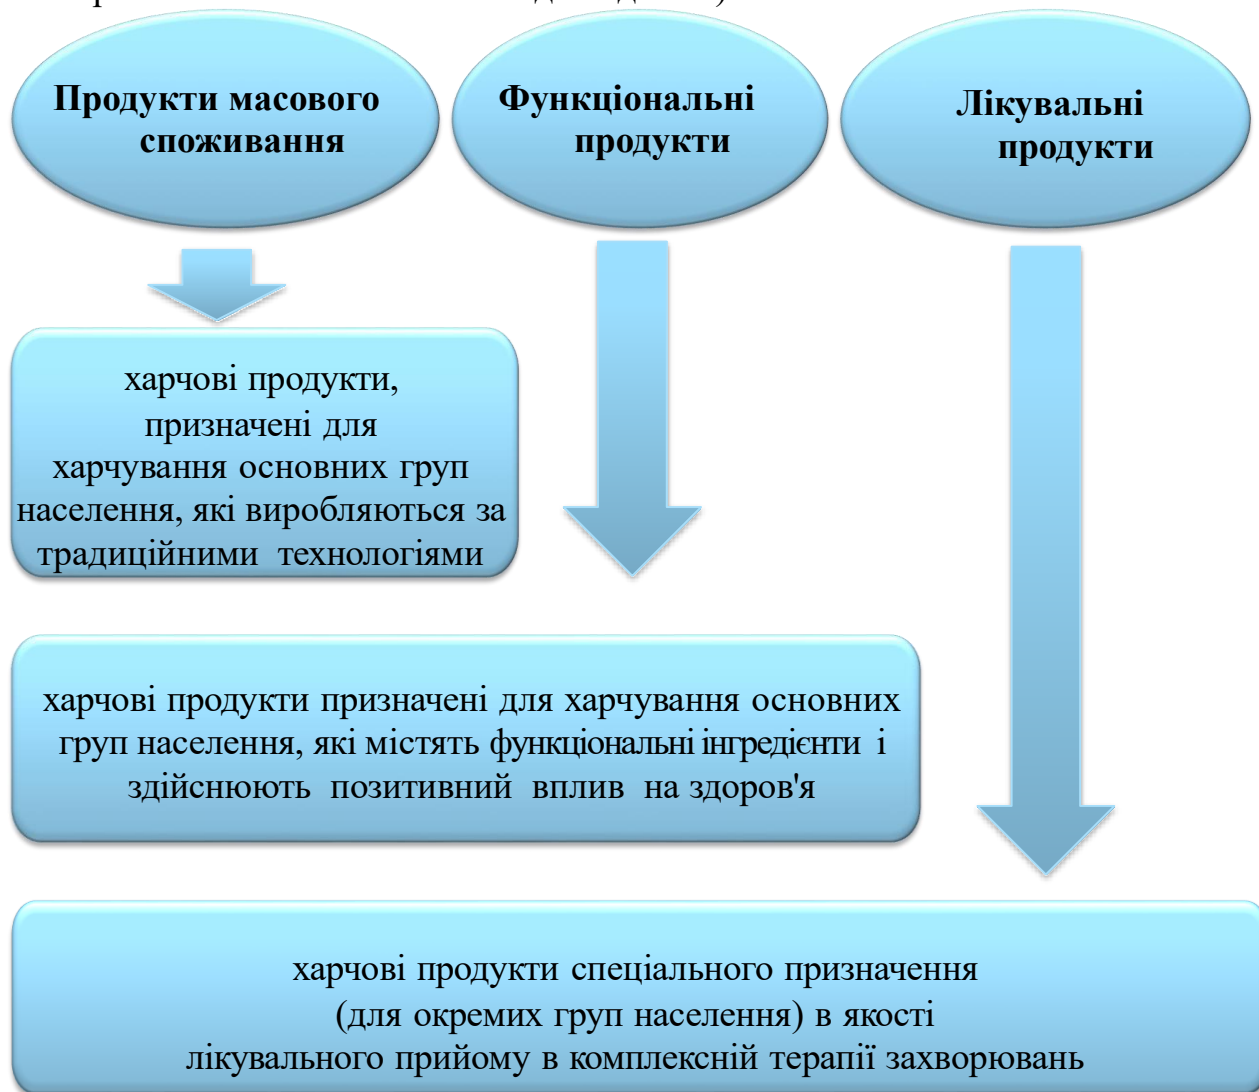 Продукти масового
споживання
Функціональні
продукти
Лікувальні
продукти
харчові продукти,
призначені для
харчування основних груп
населення, які виробляються за
традиційними технологіями
харчові продукти призначені для харчування основних
груп населення, які містять функціональні інгредієнти і
здійснюють позитивний вплив на здоров'я
харчові продукти спеціального призначення
(для окремих груп населення) в якості
лікувального прийому в комплексній терапії захворювань